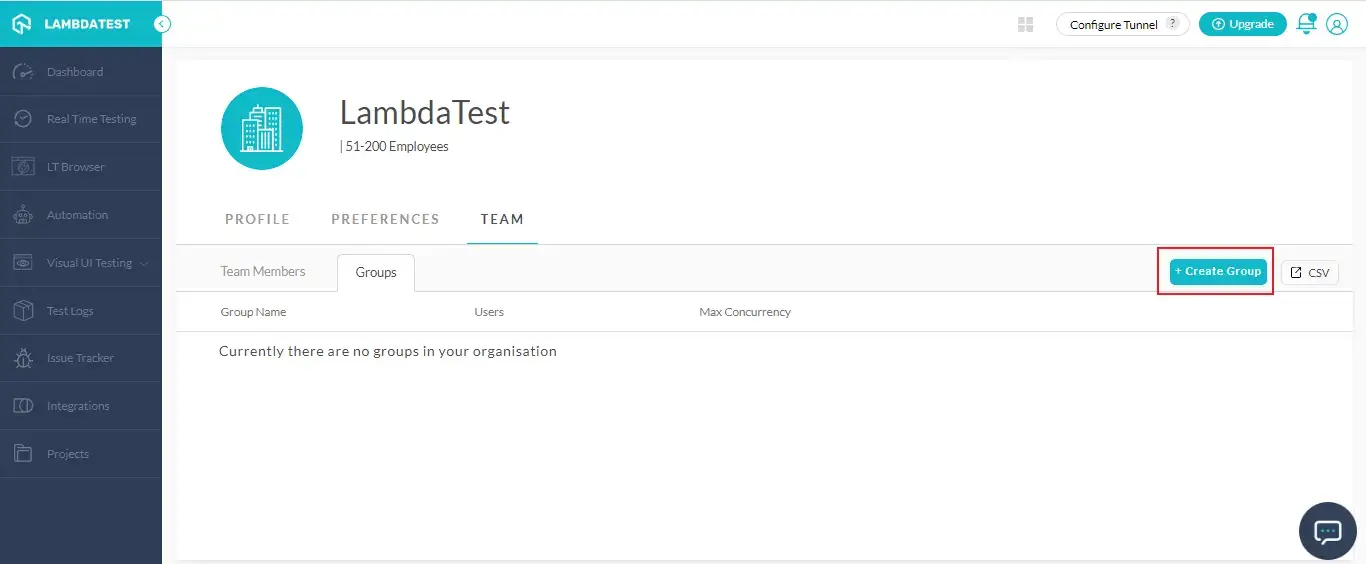 LAMBDATEST
Configure Tunnel ?
Upgrade
Dashboard
Real Time Testing
LT Browser
Automation
Visual UI Testing
Test Logs
Issue Tracker
Integrations
Projects
LambdaTest
| 51-200 Employees
PROFILE PREFERENCES TEAM
Team Members Groups + Create Group CSV
Group Name Users Max Concurrency
Currently there are no groups in your organisation